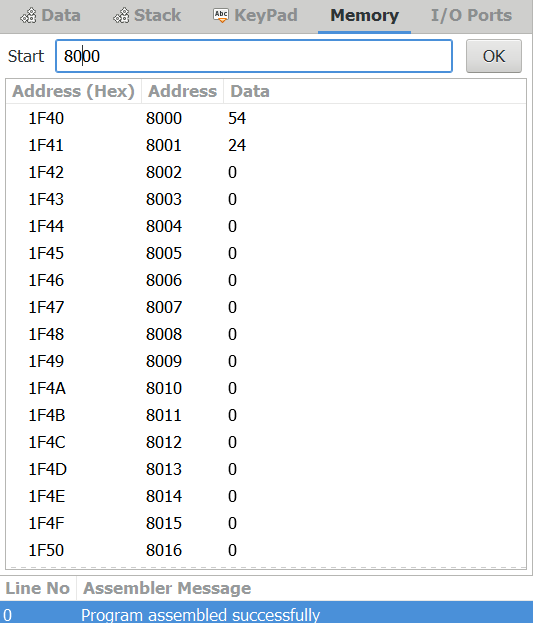 Data Stack KeyPad Memory I/O Ports
Start 8000 OK
Address (Hex) Address Data
1F40 8000 54
1F41 8001 24
1F42 8002 0
1F43 8003 0
1F44 8004 0
1F45 8005 0
1F46 8006 0
1F47 8007 0
1F48 8008 0
1F49 8009 0
1F4A 8010 0
1F4B 8011 0
1F4C 8012 0
1F4D 8013 0
1F4E 8014 0
1F4F 8015 0
1F50 8016 0
Line No Assembler Message
0 Program assembled successfully